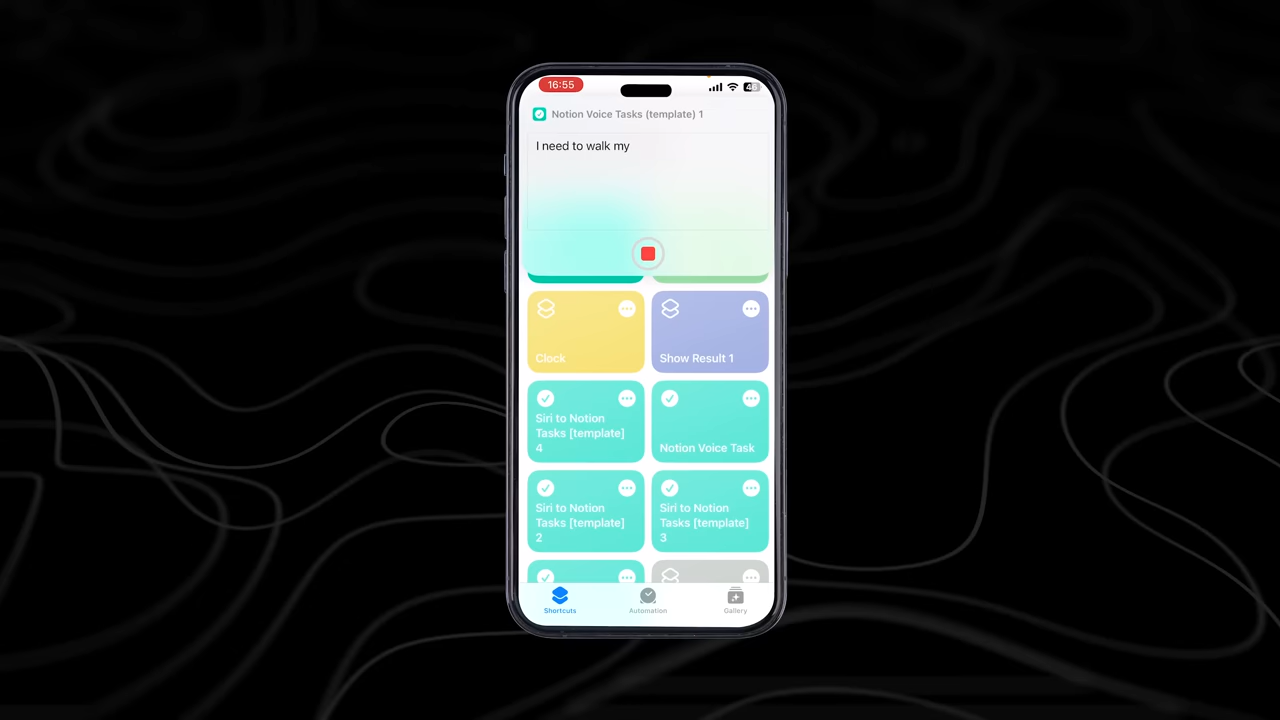 16:55
48
Notion Voice Tasks (template) 1
I need to walk my
Clock
Show Result 1
Siri to Notion
Tasks [template]
4
Notion Voice Task
Siri to Notion
Tasks [template]
2
Siri to Notion
Tasks [template]
3
Shortcuts
Automation
Gallery